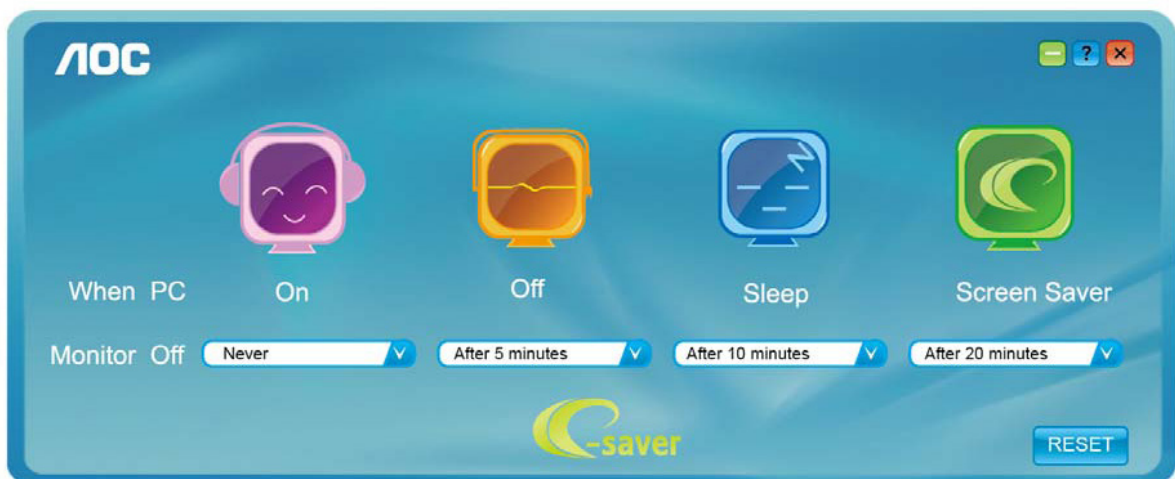 AOC
?
When PC On Off Sleep Screen Saver
Monitor Off Never After 5 minutes After 10 minutes After 20 minutes
e-saver
RESET